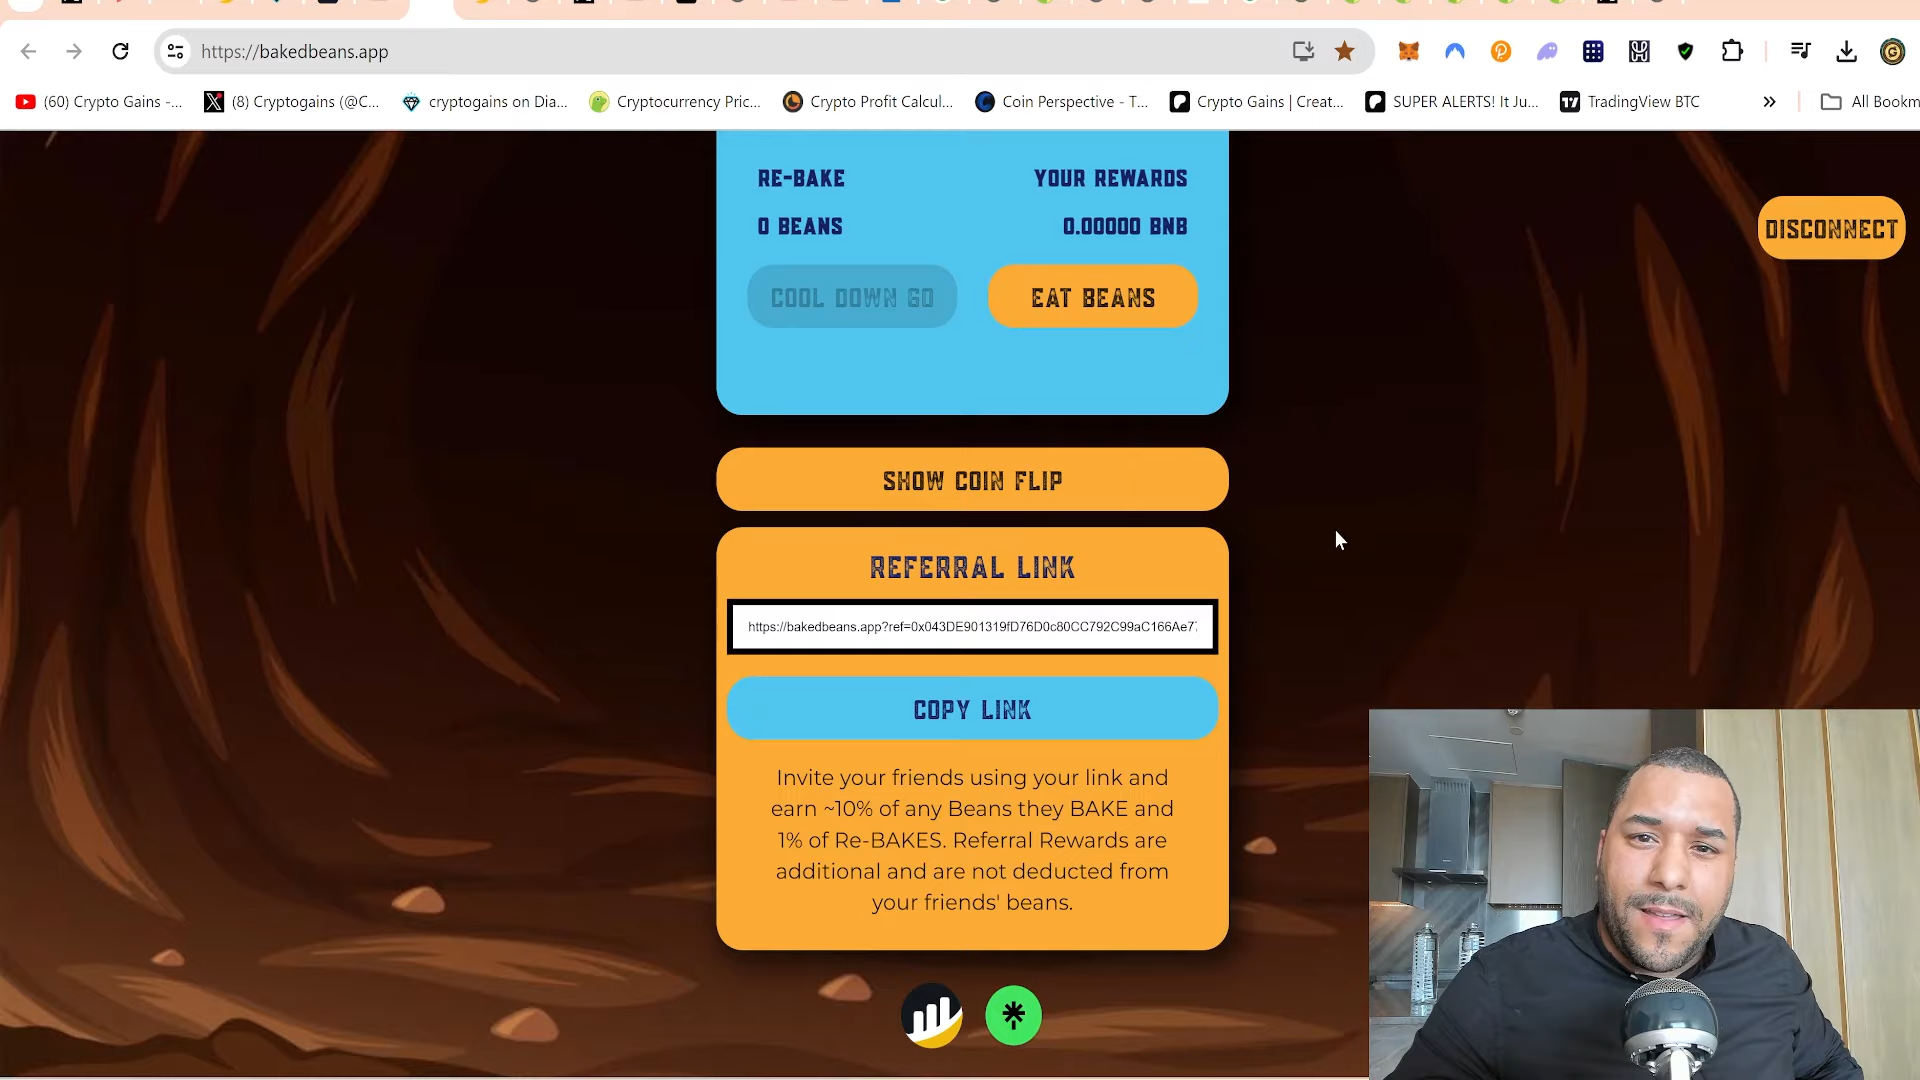 https://bakedbeans.app
(60) Crypto Gains -...
(8) Cryptogains (@C...
cryptogains on Dia...
Cryptocurrency Pric...
Crypto Profit Calcul...
Coin Perspective - T...
Crypto Gains | Creat...
SUPER ALERTS! It Ju...
TradingView BTC
All Bookm
RE-BAKE
YOUR REWARDS
0 BEANS
0.00000 BNB
DISCONNECT
COOL DOWN 60
EAT BEANS
SHOW COIN FLIP
REFERRAL LINK
https://bakedbeans.app?ref=0x043DE901319fD76D0c80CC792C99aC166Ae7
COPY LINK
Invite your friends using your link and
earn ~10% of any Beans they BAKE and
1% of Re-BAKES. Referral Rewards are
additional and are not deducted from
your friends' beans.